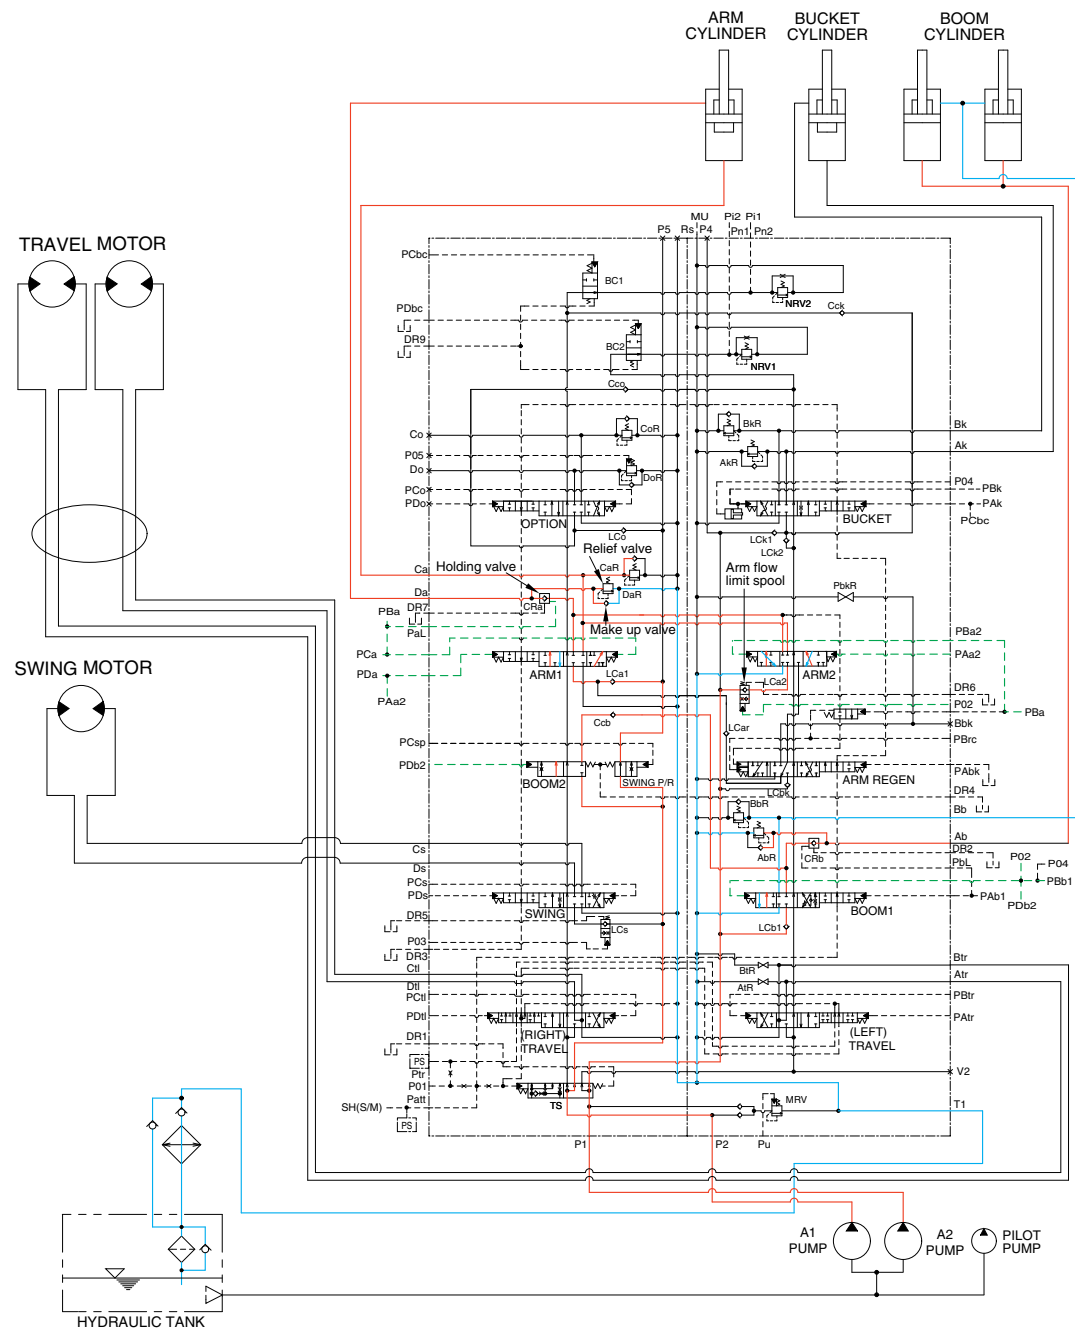 ARM
CYLINDER
BUCKET
CYLINDER
BOOM
CYLINDER
TRAVEL MOTOR
MU
Pi2
Pi1
P5
Rs
P4
Pn1
Pn2
PCbc
BC1
NRV2
Cck
PDbc
DR9
BC2
NRV1
Cco
Co
CoR
BkR
Bk
P05
Do
DoR
AkR
Ak
PCo
PDo
OPTION
P04
PBk
PAk
PCbc
BUCKET
LCo
LCk1
LCk2
Relief valve
Holding valve
Arm flow
limit spool
Ca
CaR
Da
DaR
CRa
PbkR
PBa
DR7
PaL
Make up valve
PBa2
PCa
PAa2
PDa
PAa2
ARM1
LCa1
LCa2
ARM2
DR6
P02
PBa
Ccb
LCar
Bbk
PCsp
PBrc
PDb2
BOOM2
SWING P/R
ARM REGEN
PAbk
LCbk
DR4
BbR
Bb
SWING MOTOR
Cs
AbR
CRb
Ab
DR2
Ds
PbL
P02
P04
PCs
PBb1
PDs
PAb1
PDb2
SWING
BOOM1
DR5
LCs
LCb1
P03
DR3
Ctl
BtR
Btr
Dtl
AtR
Atr
PCtl
PBtr
PDtl
PAtr
(RIGHT)
TRAVEL
(LEFT)
TRAVEL
DR1
PS
Ptr
V2
P01
Patt
TS
MRV
T1
SH(S/M)
PS
P1
P2
Pu
A1
PUMP
A2
PUMP
PILOT
PUMP
HYDRAULIC TANK